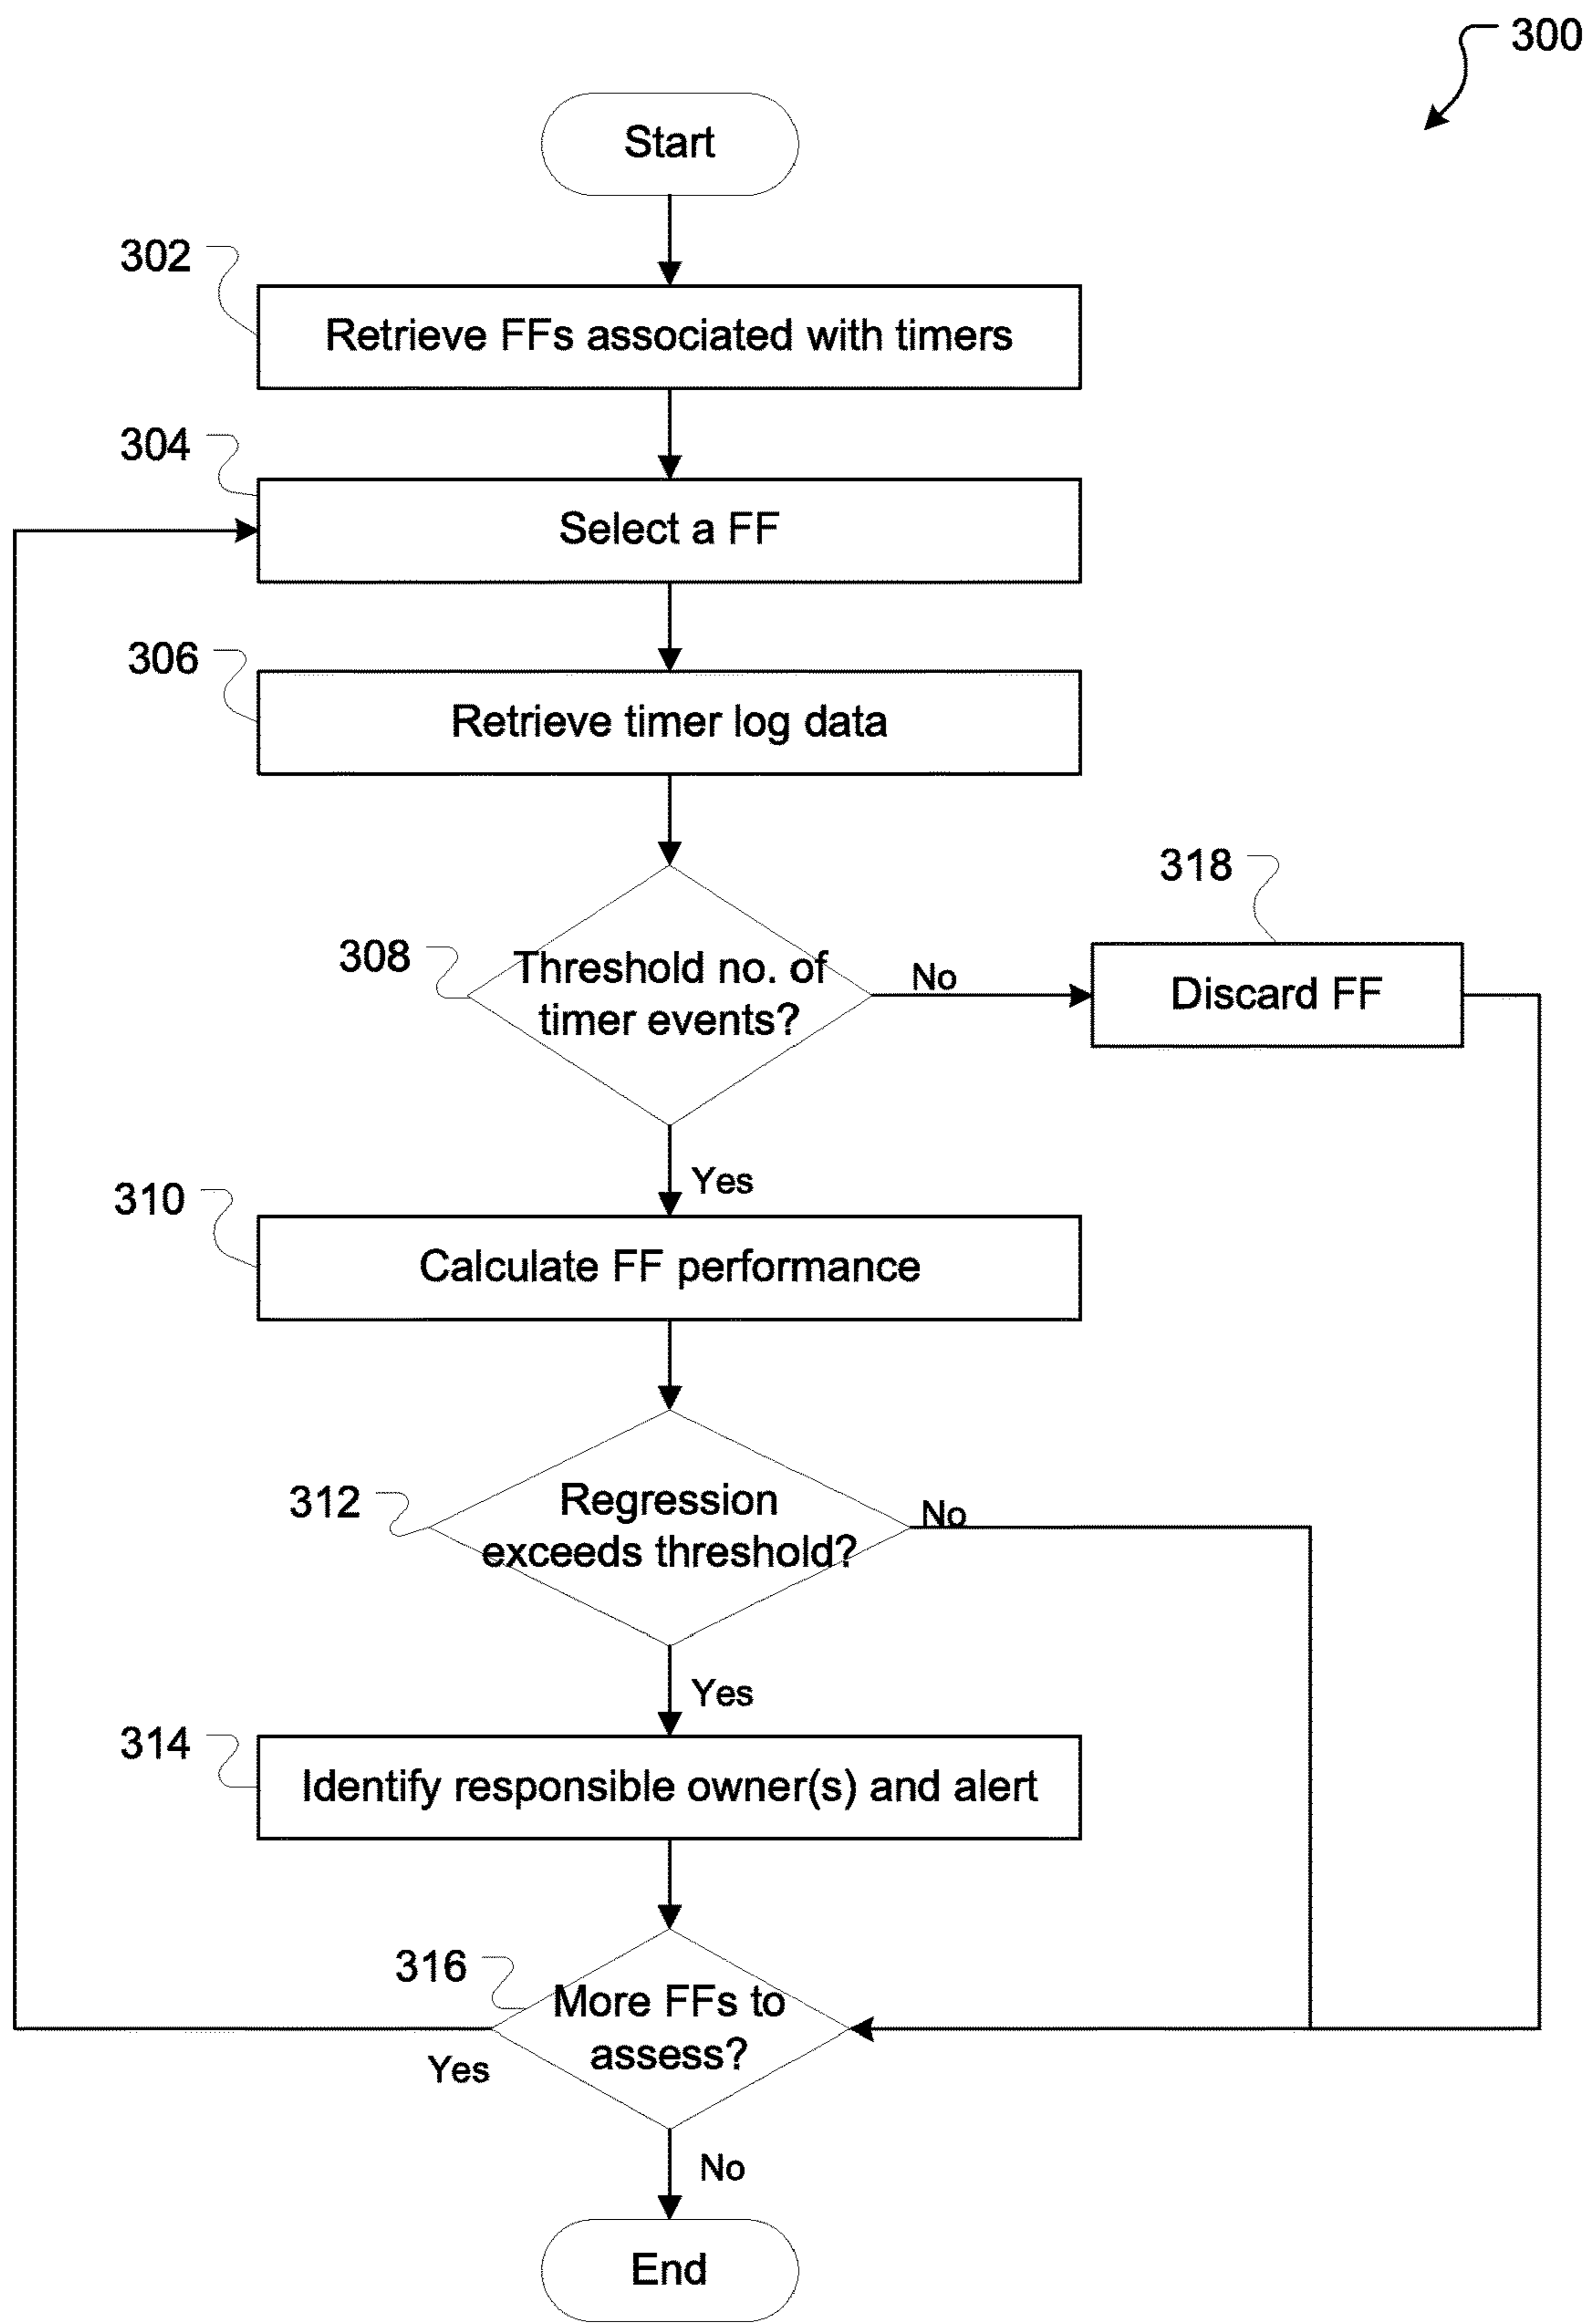 300
Start
302
Retrieve FFs associated with timers
304
Select a FF
306
Retrieve timer log data
318
308
Threshold no. of
timer events?
No
Discard FF
Yes
310
Calculate FF performance
312
Regression
exceeds threshold?
No
Yes
314
Identify responsible owner(s) and alert
316
More FFs to
assess?
Yes
No
End